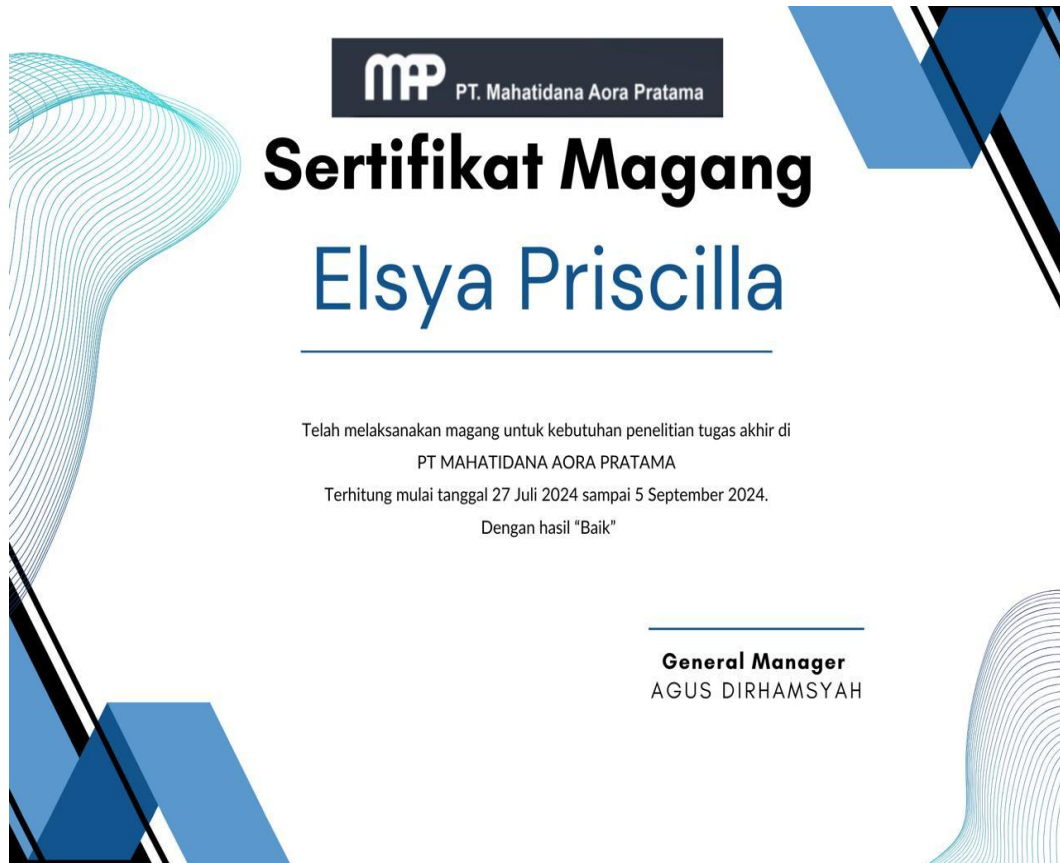 MAP PT. Mahatidana Aora Pratama
Sertifikat Magang
Elsya Priscilla
Telah melaksanakan magang untuk kebutuhan penelitian tugas akhir di
PT MAHATIDANA AORA PRATAMA
Terhitung mulai tanggal 27 Juli 2024 sampai 5 September 2024.
Dengan hasil “Baik”
General Manager
AGUS DIRHAMSYAH